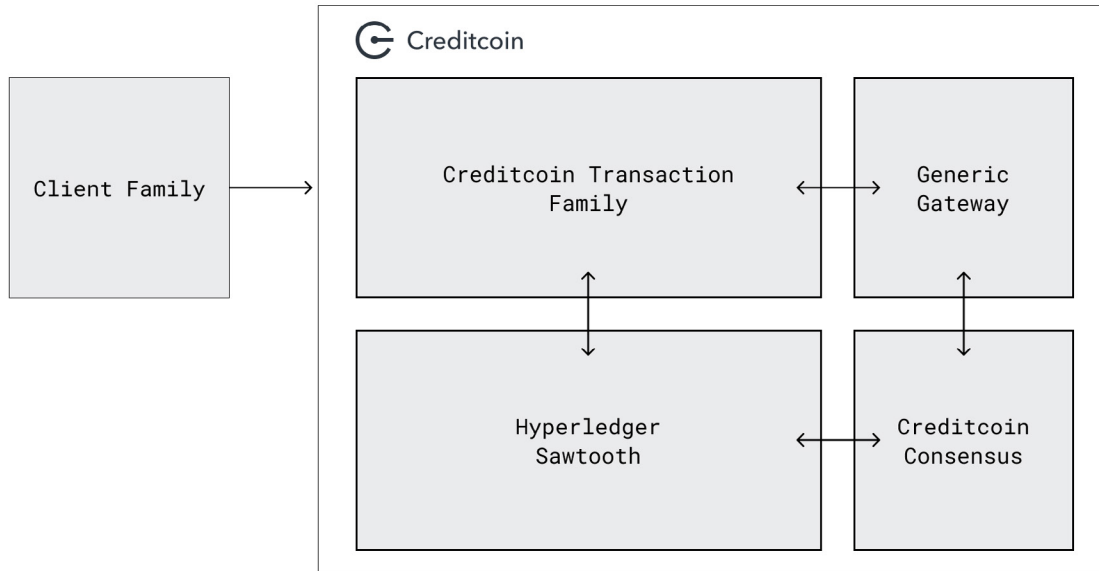 Creditcoin
Client Family
Creditcoin Transaction
Family
Generic
Gateway
Hyperledger
Sawtooth
Creditcoin
Consensus